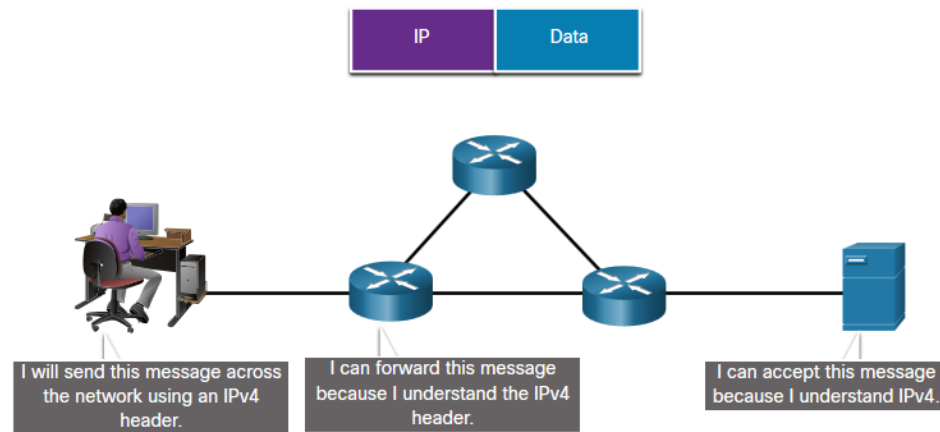 IP
Data
I will send this message across
the network using an IPv4
header.
I can forward this message
because I understand the IPv4
header.
I can accept this message
because I understand IPv4.